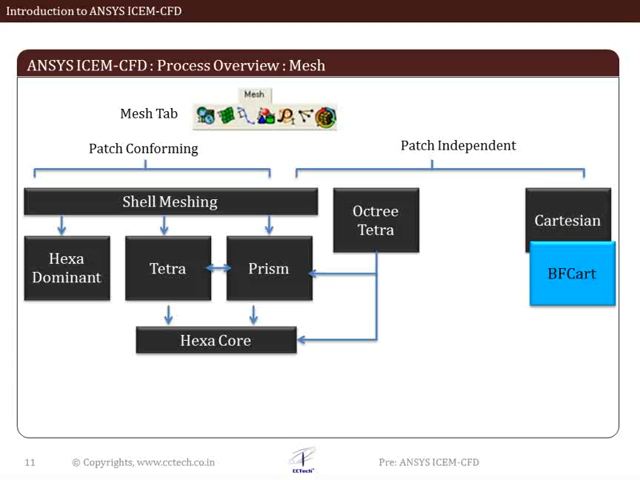 Introduction to ANSYS ICEM-CFD
ANSYS ICEM-CFD : Process Overview : Mesh
Mesh
Mesh Tab
Patch Conforming
Patch Independent
Shell Meshing
Octree
Tetra
Cartesian
Hexa
Dominant
Tetra
Prism
BFCart
Hexa Core
11
© Copyrights, www.cctech.co.in
CCTech
Pre: ANSYS ICEM-CFD